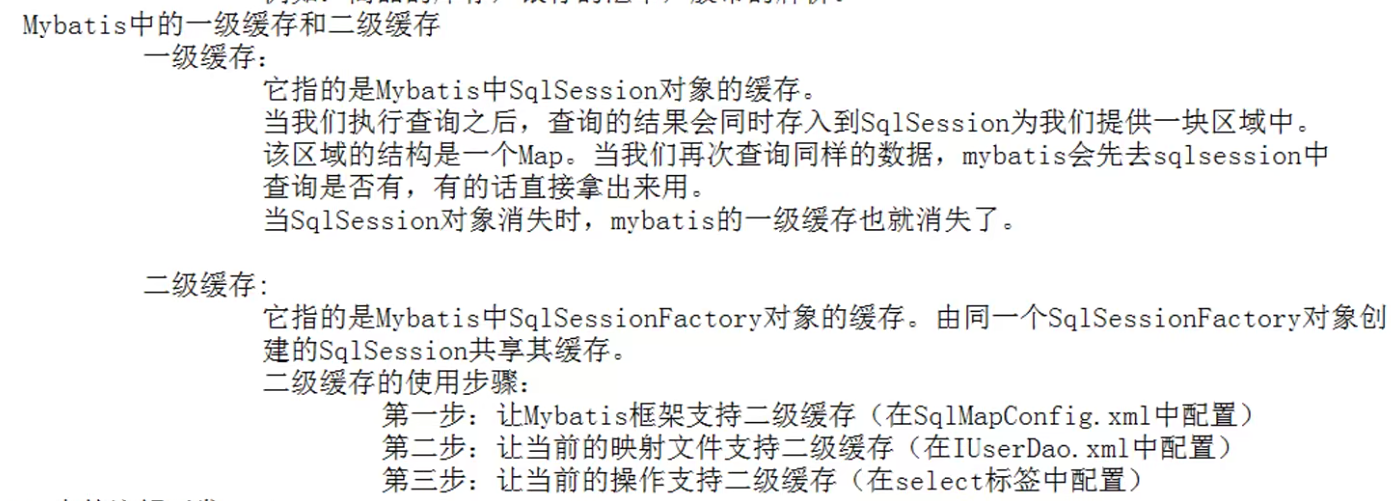 Mybatis中的一级缓存和二级缓存
一级缓存：
它指的是Mybatis中SqlSession对象的缓存。
当我们执行查询之后，查询的结果会同时存入到SqlSession为我们提供一块区域中。
该区域的结构是一个Map。当我们再次查询同样的数据，mybatis会先去sqlsession中
查询是否有，有的话直接拿出来用。
当SqlSession对象消失时，mybatis的一级缓存也就消失了。
二级缓存:
它指的是Mybatis中SqlSessionFactory对象的缓存。由同一个SqlSessionFactory对象创
建的SqlSession共享其缓存。
二级缓存的使用步骤：
第一步：让Mybatis框架支持二级缓存（在SqlMapConfig.xml中配置）
第二步：让当前的映射文件支持二级缓存（在IUserDao.xml中配置）
第三步：让当前的操作支持二级缓存（在select标签中配置）